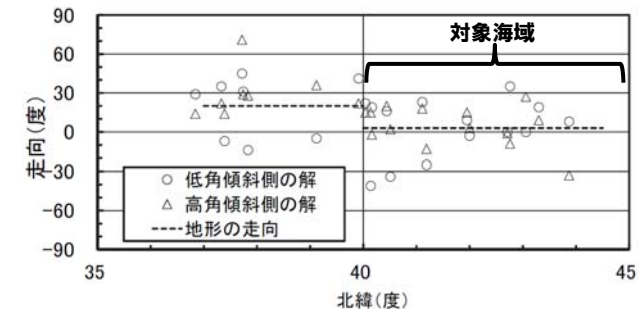 90
60
30
0
-30
-60
-90
走向(度)
対象海域
○ 低角傾斜側の解
△ 高角傾斜側の解
-----地形の走向
35 40 45
北緯(度)